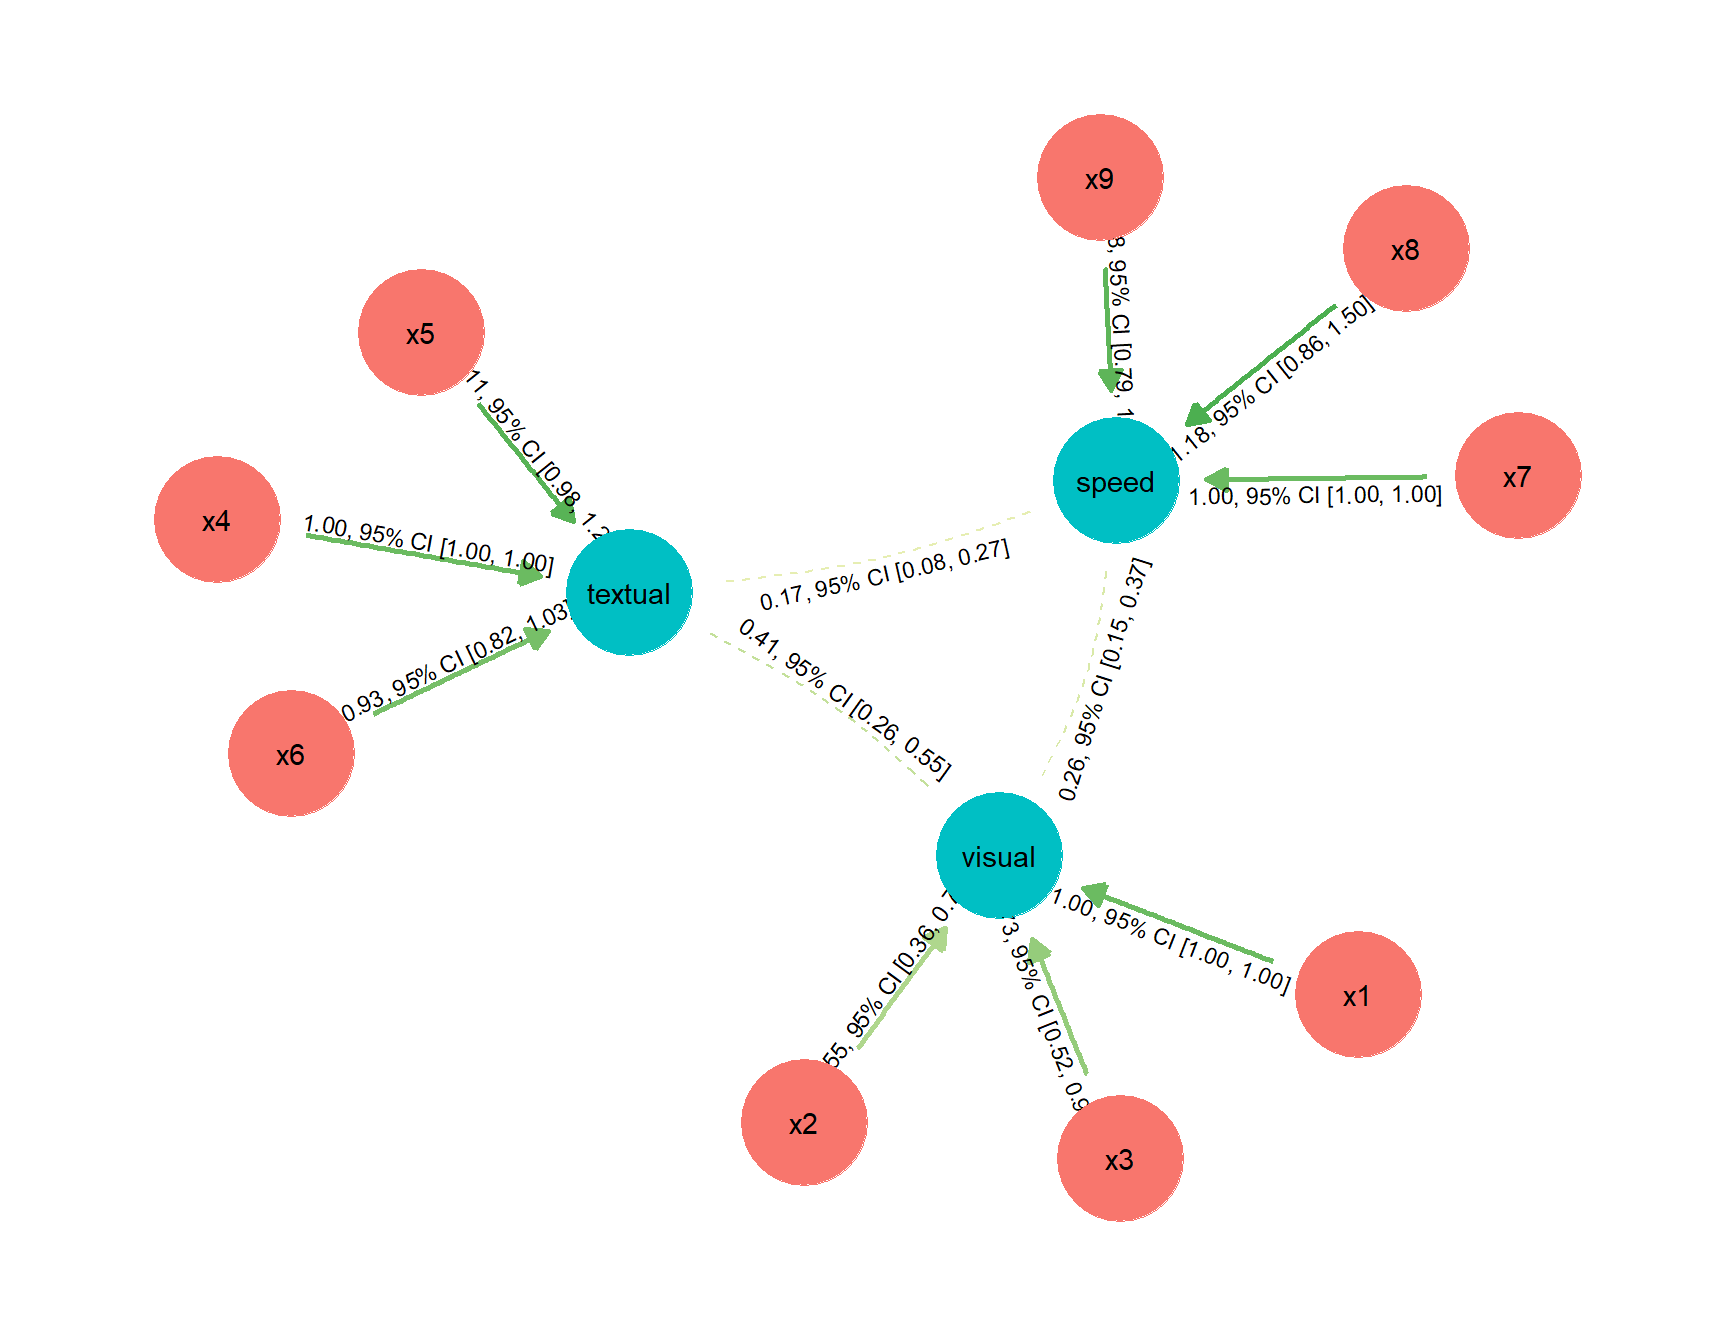 x9
x8
3, 95% CI [0.79, 1
x5
1.18, 95% CI [0.86, 1.50]
11, 95% CI [0.98, 1.2
x7
speed
1.00, 95% CI [1.00, 1.00]
x4
1.00, 95% CI [1.00, 1.00]
textual
0.17, 95% CI [0.08, 0.27]
0.93, 95% CI [0.82, 1.03]
0.41, 95% CI [0.26, 0.55]
0.26, 95% CI [0.15, 0.37]
x6
visual
1.00, 95% CI [1.00, 1.00]
55, 95% CI [0.36, 0.7
3, 95% CI [0.52, 0.9
x1
x2
x3